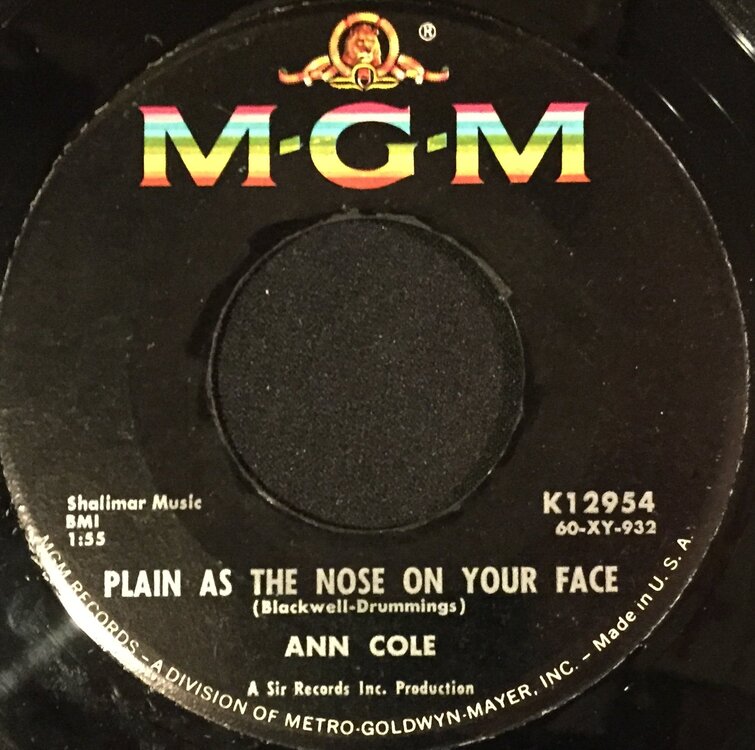 ®
M-G-M
Shalimar Music
BMI
1:55
K12954
60-XY-932
PLAIN AS THE NOSE ON YOUR FACE
(Blackwell-Drummings)
ANN COLE
A Sir Records Inc. Production
MGM RECORDS – A DIVISION OF METRO-GOLDWYN-MAYER, INC. – Made in U. S. A.